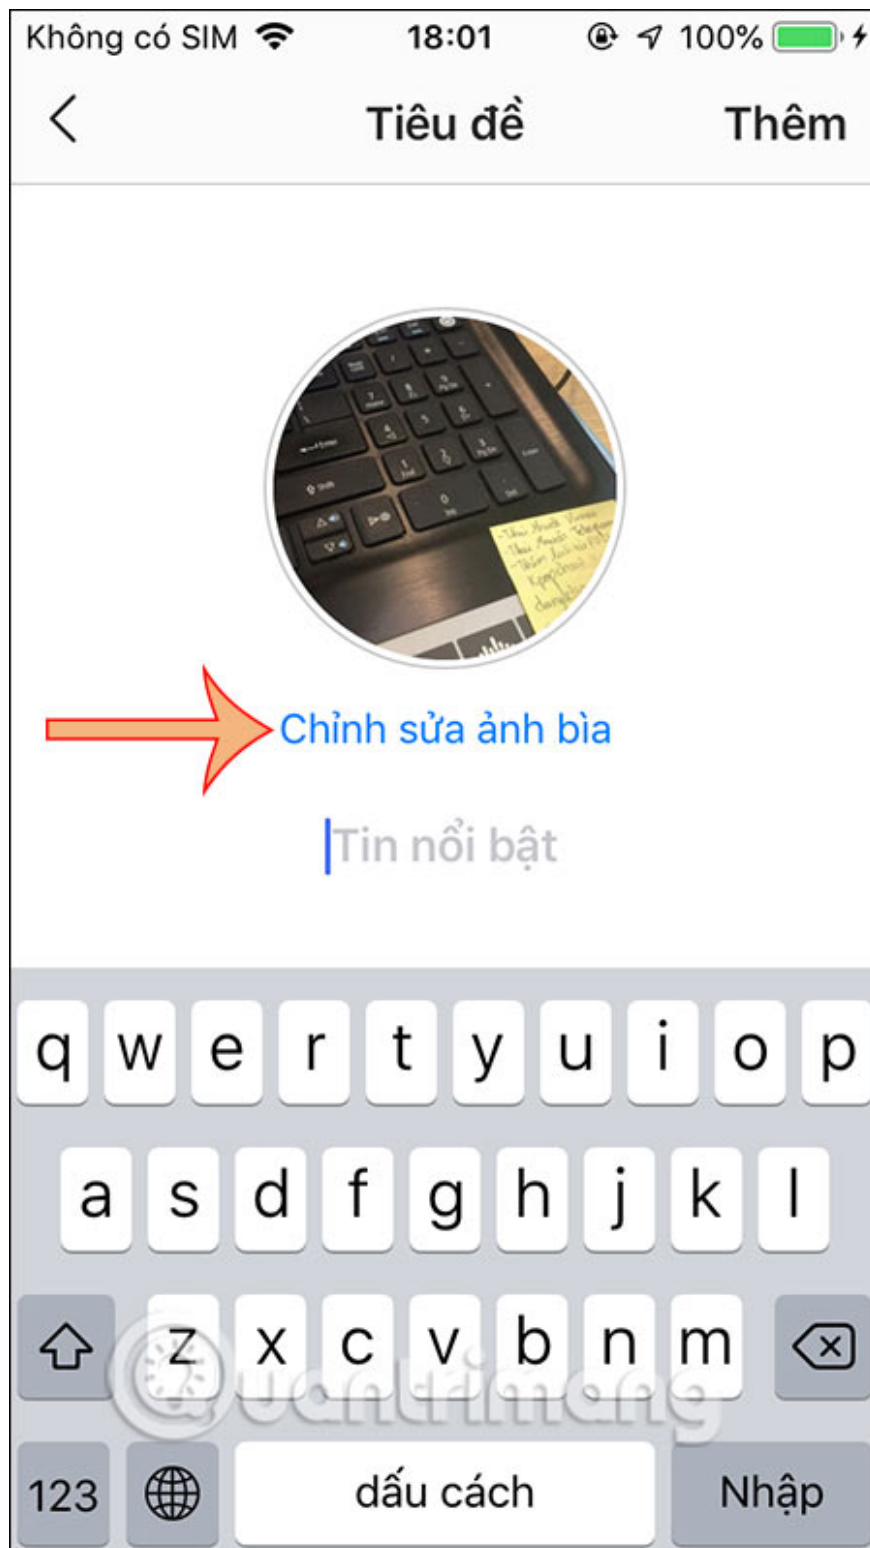 Không có SIM 18:01 100%
Tiêu đề Thêm
Chỉnh sửa ảnh bìa
Tin nổi bật
q w e r t y u i o p
a s d f g h j k l
z x c v b n m
Quantrimang
123 dấu cách Nhập